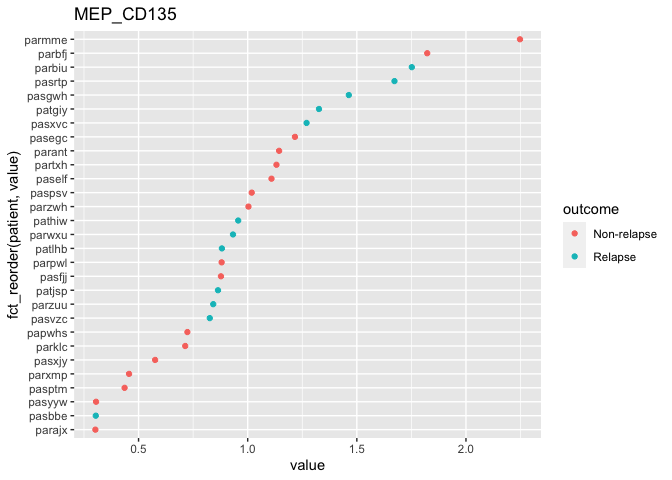 MEP_CD135
fct_reorder(patient, value)
parmme
parbfj
parbiu
pasrtp
pasgwh
patgiy
pasxvc
pasegc
parant
partxh
paself
paspsv
parzwh
pathiw
parwxu
patlhb
parpwl
pasfjj
patjsp
parzuu
pasvzc
papwhs
parklc
pasxjy
parxmp
pasptm
pasyyw
pasbbe
parajx
0.5 1.0 1.5 2.0
value
outcome
Non-relapse
Relapse